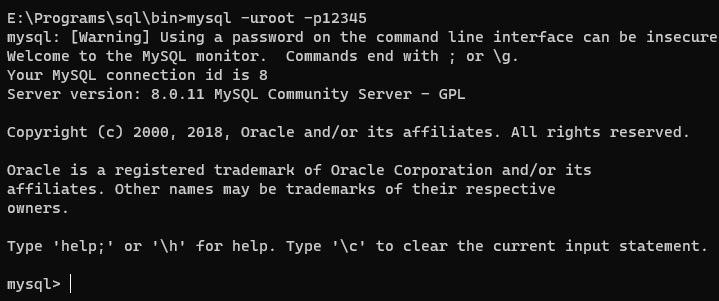 E:\Programs\sql\bin>mysql -uroot -p12345
mysql: [Warning] Using a password on the command line interface can be insecure
Welcome to the MySQL monitor.  Commands end with ; or \g.
Your MySQL connection id is 8
Server version: 8.0.11 MySQL Community Server - GPL

Copyright (c) 2000, 2018, Oracle and/or its affiliates. All rights reserved.

Oracle is a registered trademark of Oracle Corporation and/or its
affiliates. Other names may be trademarks of their respective
owners.

Type 'help;' or '\h' for help. Type '\c' to clear the current input statement.

mysql>